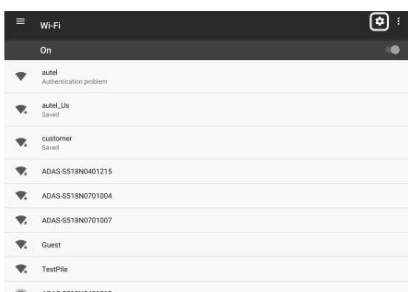 Wi-Fi
On
autel
Authentication problem
autel_Us
Saved
customer
Saved
ADAS-S518N0401215
ADAS-S518N0701004
ADAS-S518N0701007
Guest
TestPile